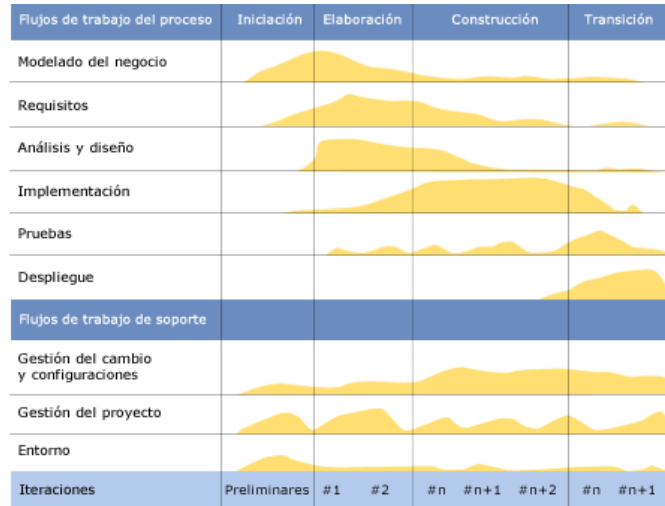 Flujos de trabajo del proceso Iniciación Elaboración Construcción Transición
Modelado del negocio
Requisitos
Análisis y diseño
Implementación
Pruebas
Despliegue
Flujos de trabajo de soporte
Gestión del cambio
y configuraciones
Gestión del proyecto
Entorno
Iteraciones Preliminares #1 #2 #n #n+1 #n+2 #n #n+1